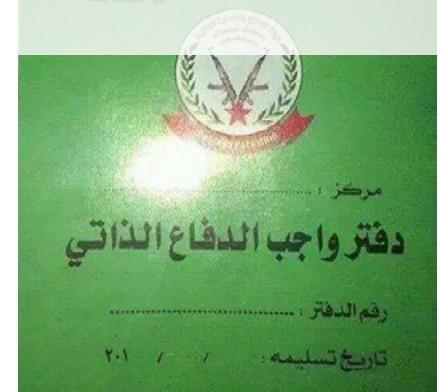 مركز : ........................
دفتر واجب الدفاع الذاتي
رقم الدفتر : ........................
تاريخ تسليمه : / / ٢٠١